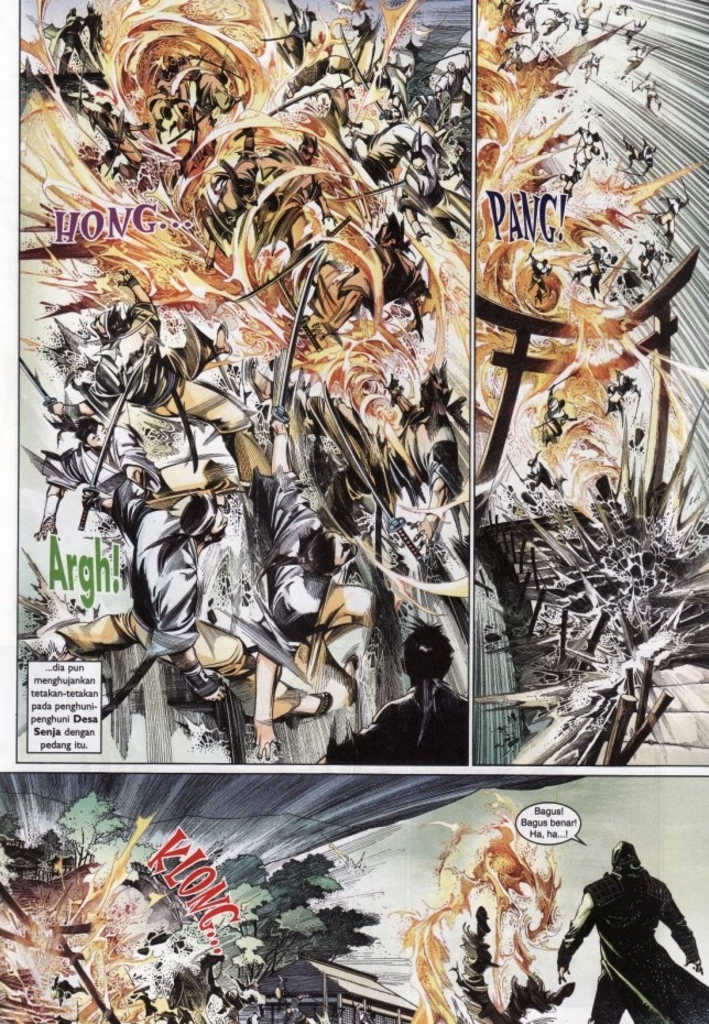 HONG...
PANG!
Argh!
...dia pun
menghujankan
tetakan-tetakan
pada penghuni-
penghuni Desa
Senja dengan
pedang itu.
KLONG...
Bagus!
Bagus benar!
Ha, ha...!